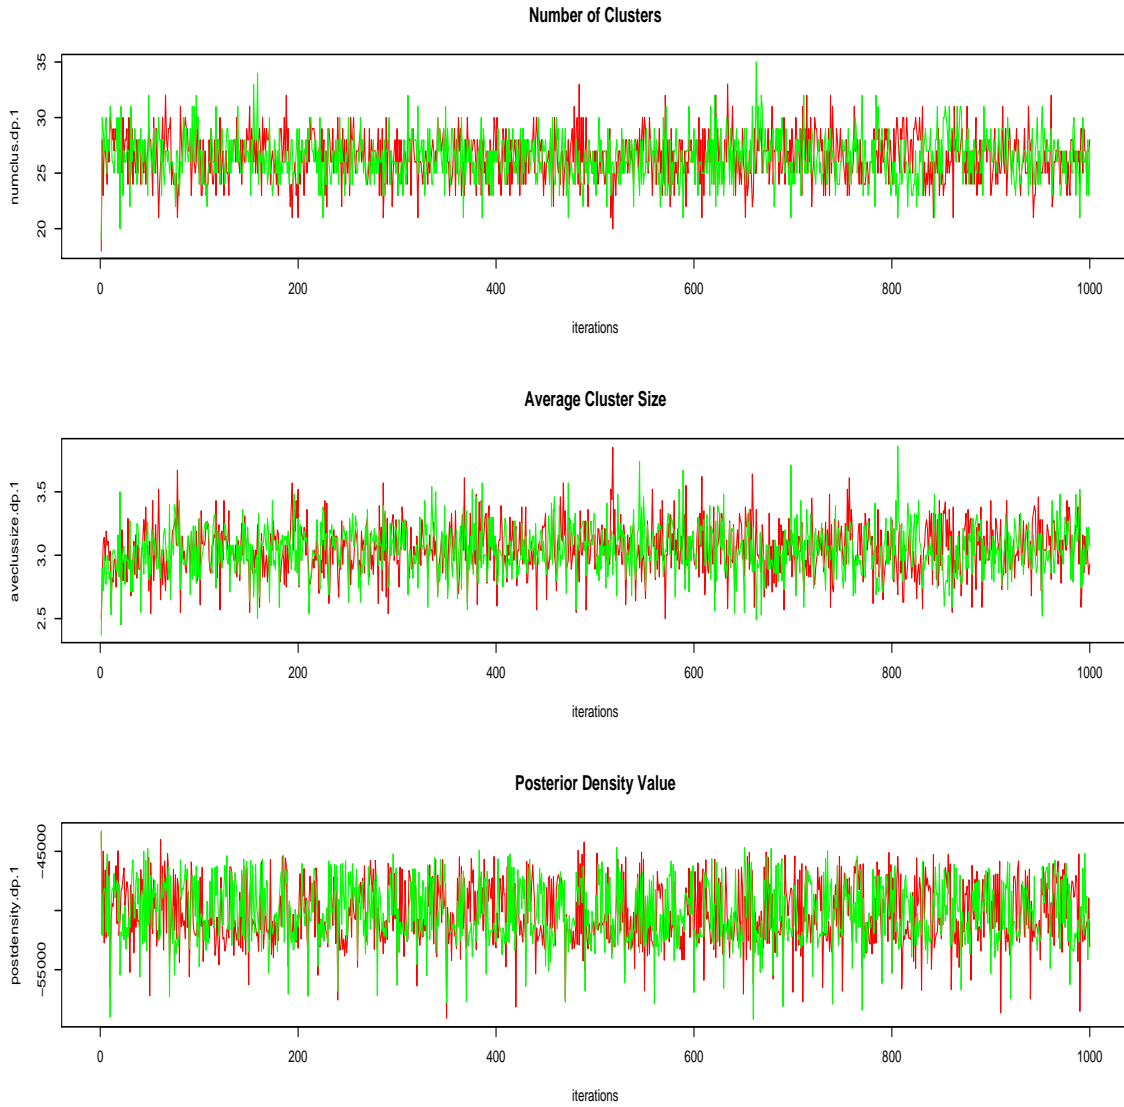 Number of Clusters
numclus.dp.1
35
30
25
20
0 200 400 600 800 1000
iterations
Average Cluster Size
aveclussize.dp.1
3.5
3.0
2.5
0 200 400 600 800 1000
iterations
Posterior Density Value
postdensity.dp.1
−45000
−55000
0 200 400 600 800 1000
iterations